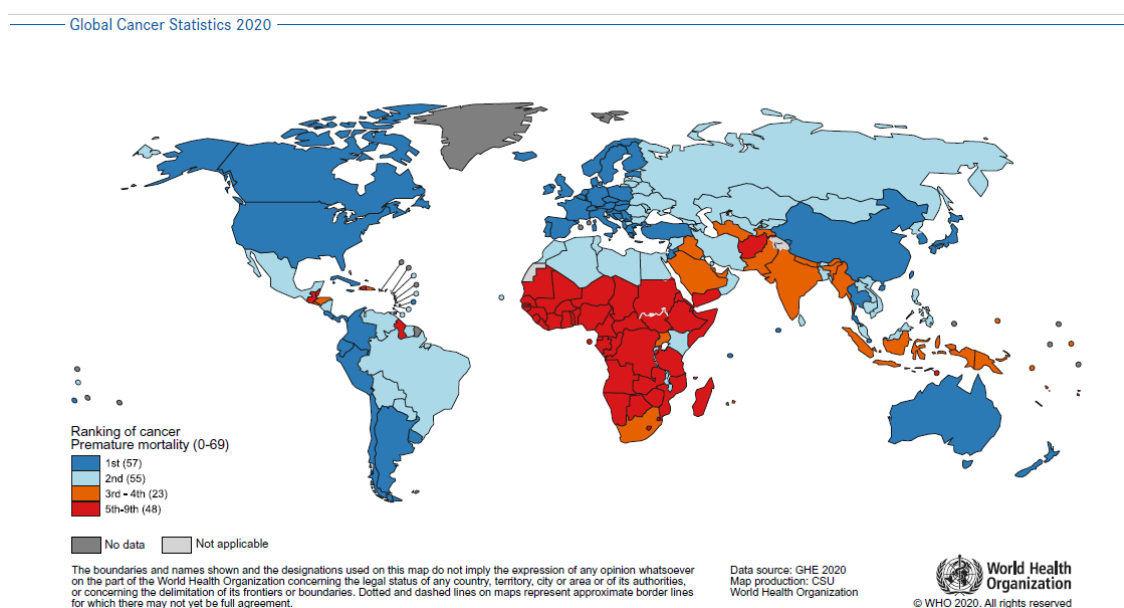 Global Cancer Statistics 2020
Ranking of cancer
Premature mortality (0-69)
1st (57)
2nd (55)
3rd - 4th (23)
5th-9th (48)
No data
Not applicable
The boundaries and names shown and the designations used on this map do not imply the expression of any opinion whatsoever
on the part of the World Health Organization concerning the legal status of any country, territory, city or area or of its authorities,
or concerning the delimitation of its frontiers or boundaries. Dotted and dashed lines on maps represent approximate border lines
for which there may not yet be full agreement.
Data source: GHE 2020
Map production: CSU
World Health Organization
World Health
Organization
© WHO 2020. All rights reserved